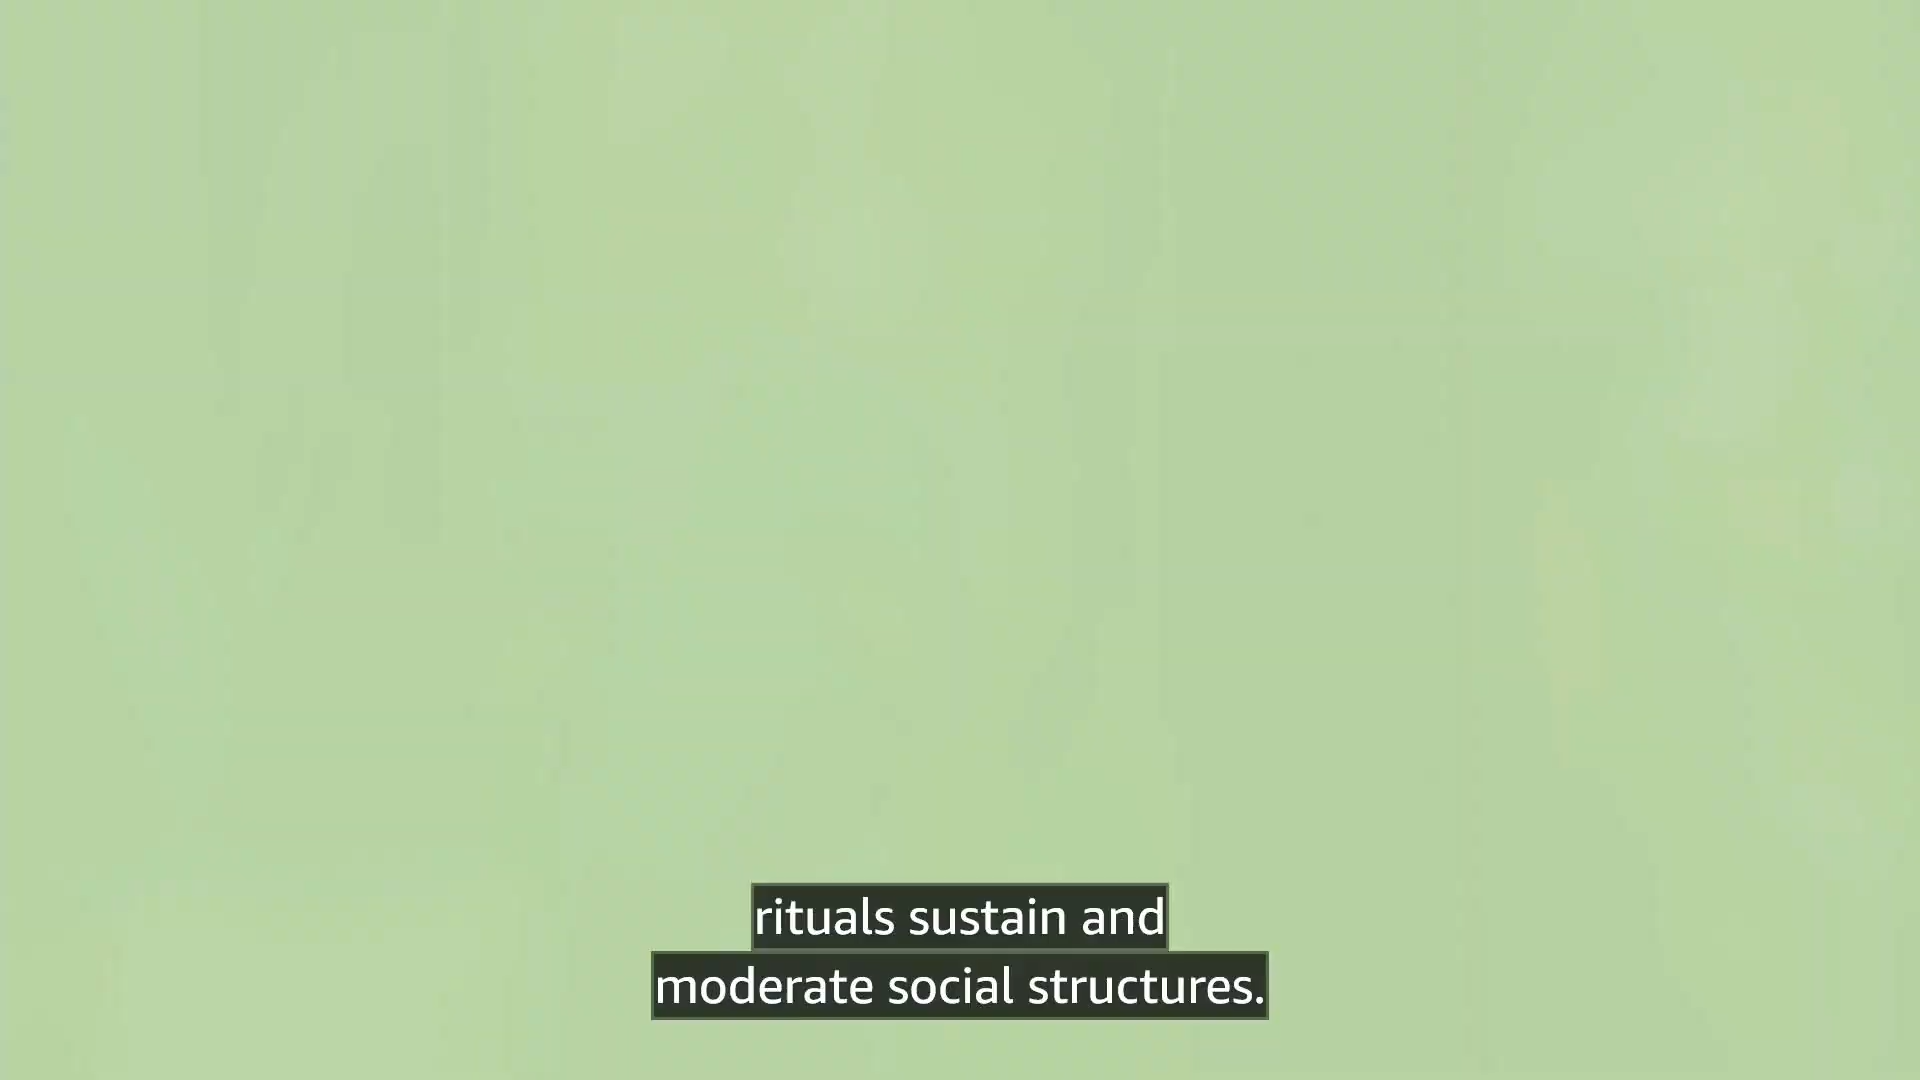 rituals sustain and
moderate social structures.